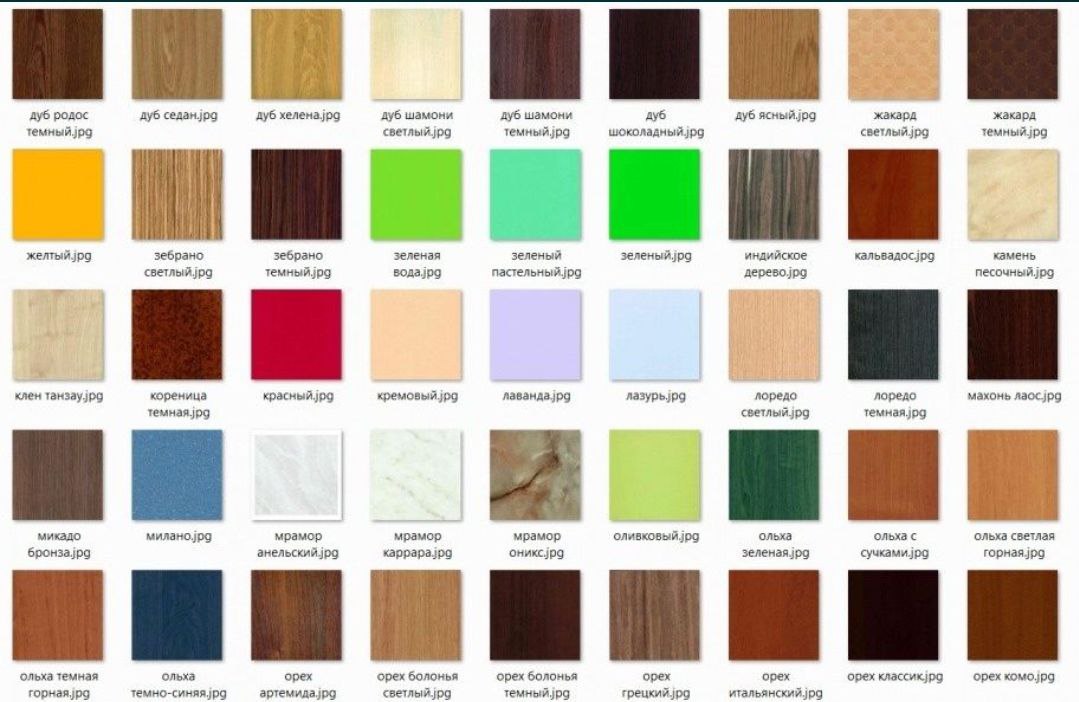 дуб родос
темный.jpg
дуб седан.jpg
дуб хелена.jpg
дуб шамони
светлый.jpg
дуб шамони
темный.jpg
дуб
шоколадный.jpg
дуб ясный.jpg
жакард
светлый.jpg
жакард
темный.jpg
желтый.jpg
зебрано
светлый.jpg
зебрано
темный.jpg
зеленая
вода.jpg
зеленый
пастельный.jpg
зеленый.jpg
индийское
дерево.jpg
кальвадос.jpg
камень
песочный.jpg
клен танзау.jpg
кореница
темная.jpg
красный.jpg
кремовый.jpg
лаванда.jpg
лазурь.jpg
лоредо
светлый.jpg
лоредо
темная.jpg
махонь лаос.jpg
микадо
бронза.jpg
милано.jpg
мрамор
анельский.jpg
мрамор
каррара.jpg
мрамор
оникс.jpg
оливковый.jpg
ольха
зеленая.jpg
ольха с
сучками.jpg
ольха светлая
горная.jpg
ольха темная
горная.jpg
ольха
темно-синяя.jpg
орех
артемида.jpg
орех болонья
светлый.jpg
орех болонья
темный.jpg
орех
грецкий.jpg
орех
итальянский.jpg
орех классик.jpg
орех комо.jpg